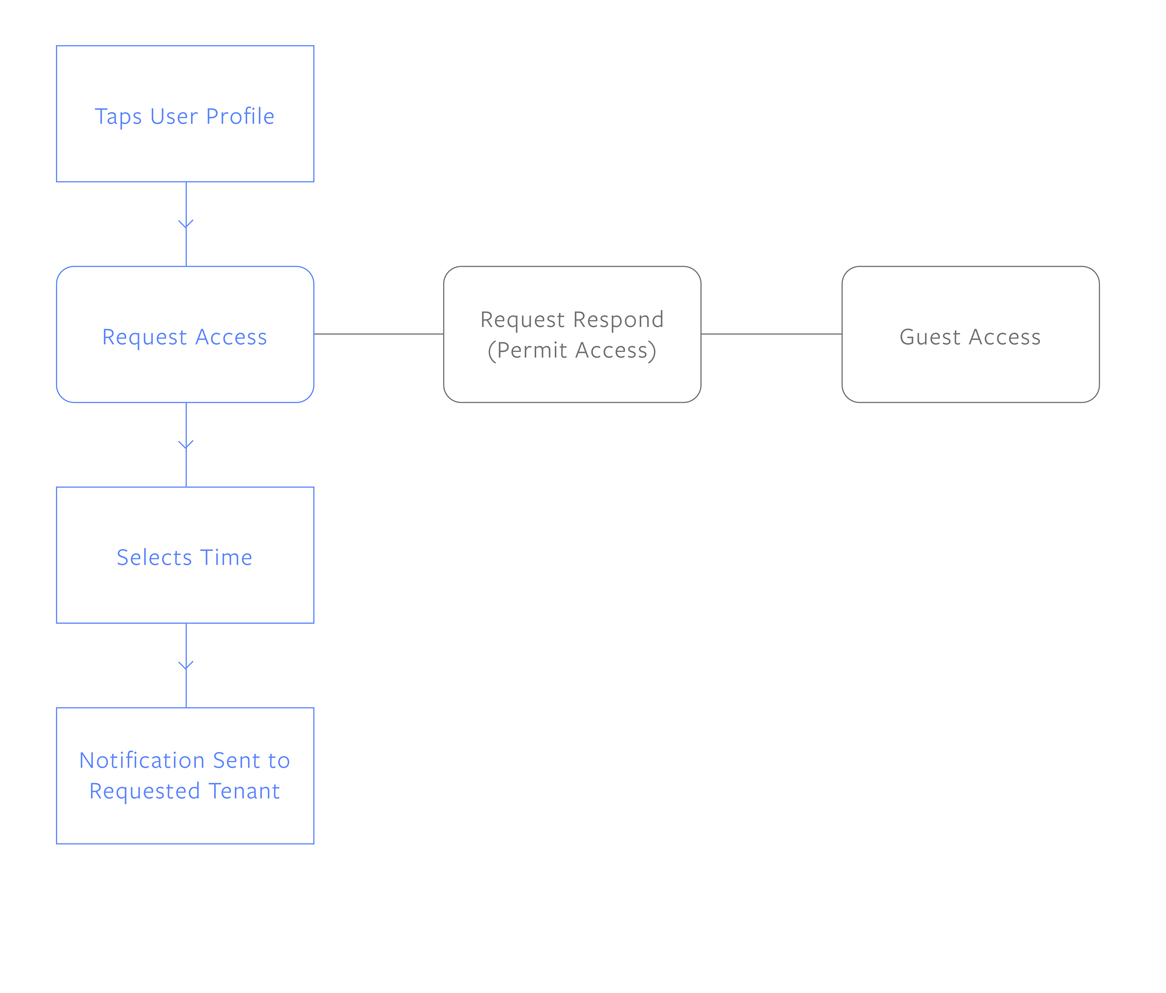 Taps User Profile
Request Access
Request Respond
(Permit Access)
Guest Access
Selects Time
Notification Sent to
Requested Tenant